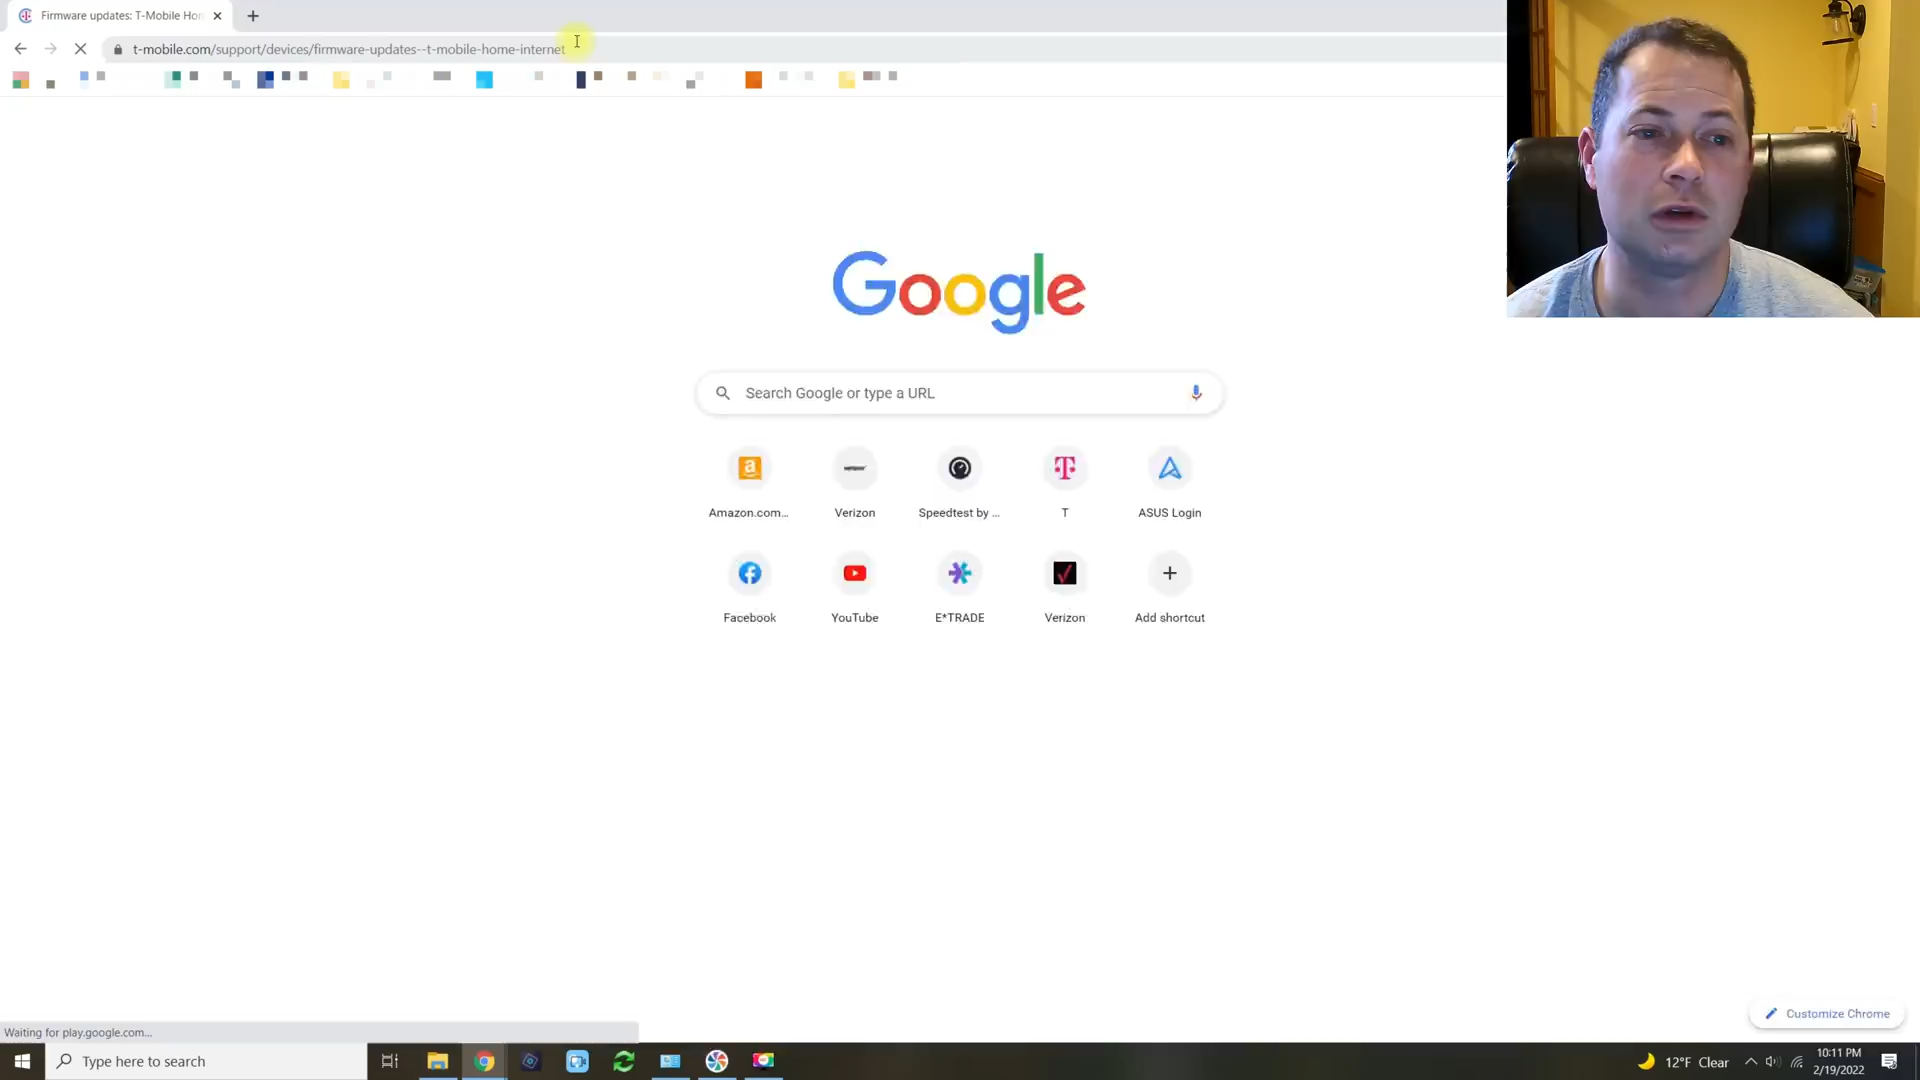 Firmware updates: T-Mobile Hom
t-mobile.com/support/devices/firmware-updates--t-mobile-home-internet
Google
Search Google or type a URL
Amazon.com...
Verizon
Speedtest by ...
T
ASUS Login
Facebook
YouTube
E*TRADE
Verizon
Add shortcut
Customize Chrome
Waiting for play.google.com...
Type here to search
12°F Clear
10:11 PM
2/19/2022